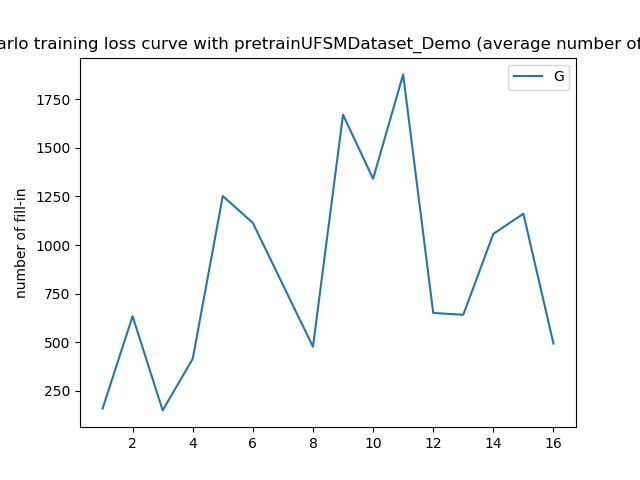 arlo training loss curve with pretrainUFSMDataset_Demo (average number of
G
number of fill-in
1750
1500
1250
1000
750
500
250
2 4 6 8 10 12 14 16